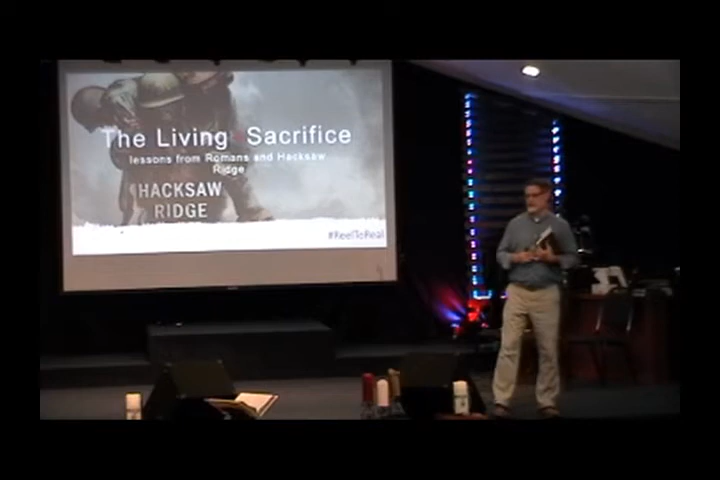 The Living Sacrifice
lessons from Romans and Hacksaw
Ridge
HACKSAW
RIDGE
#ReelToReal